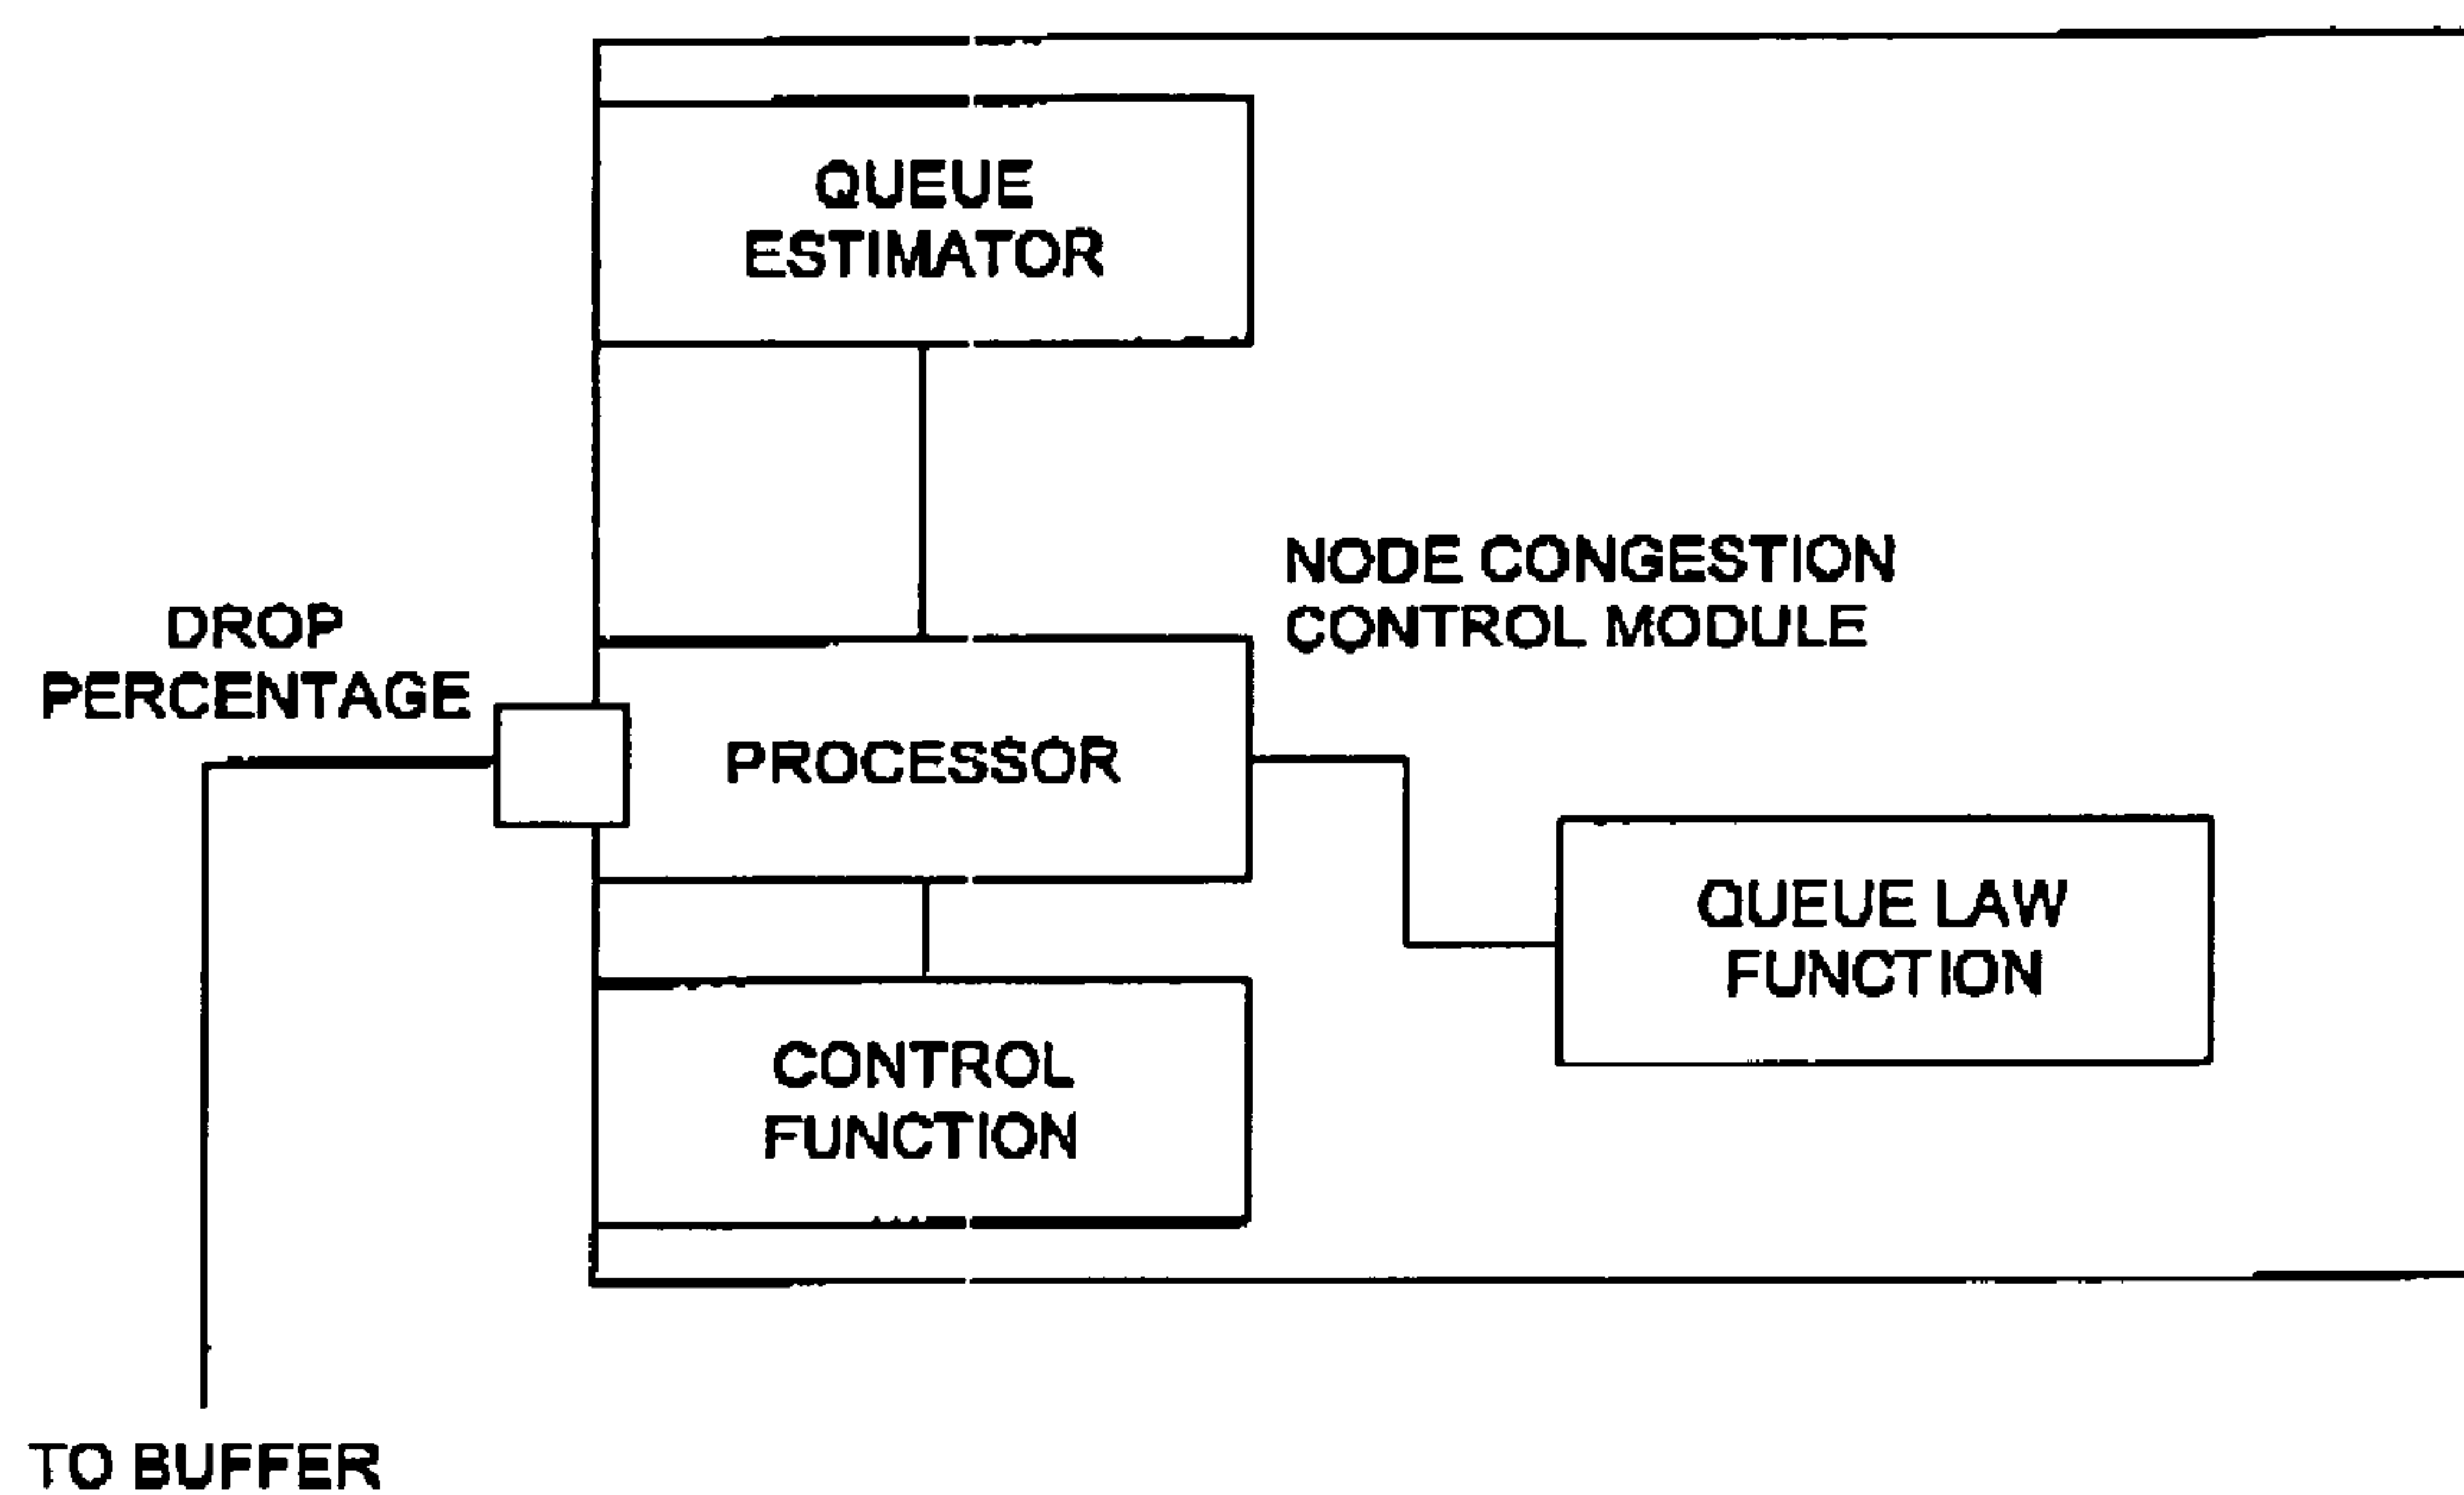 QUEUE
ESTIMATOR
NODE CONGESTION
CONTROL MODULE
DROP
PERCENTAGE
PROCESSOR
QUEUE LAW
FUNCTION
CONTROL
FUNCTION
TO BUFFER